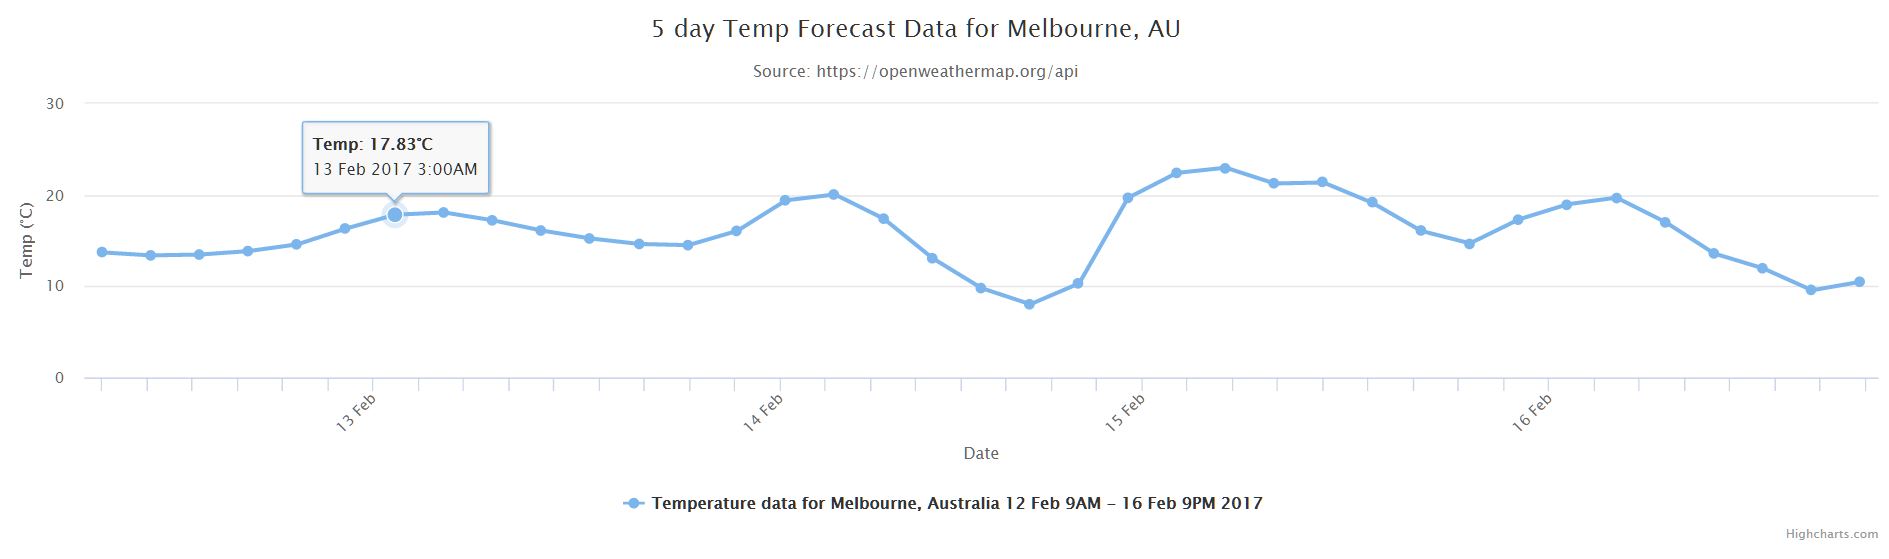 5 day Temp Forecast Data for Melbourne, AU
Source: https://openweathermap.org/api
30
20
10
0
Temp (°C)
Temp: 17.83°C
13 Feb 2017 3:00AM
13 Feb
14 Feb
15 Feb
16 Feb
Date
Temperature data for Melbourne, Australia 12 Feb 9AM - 16 Feb 9PM 2017
Highcharts.com